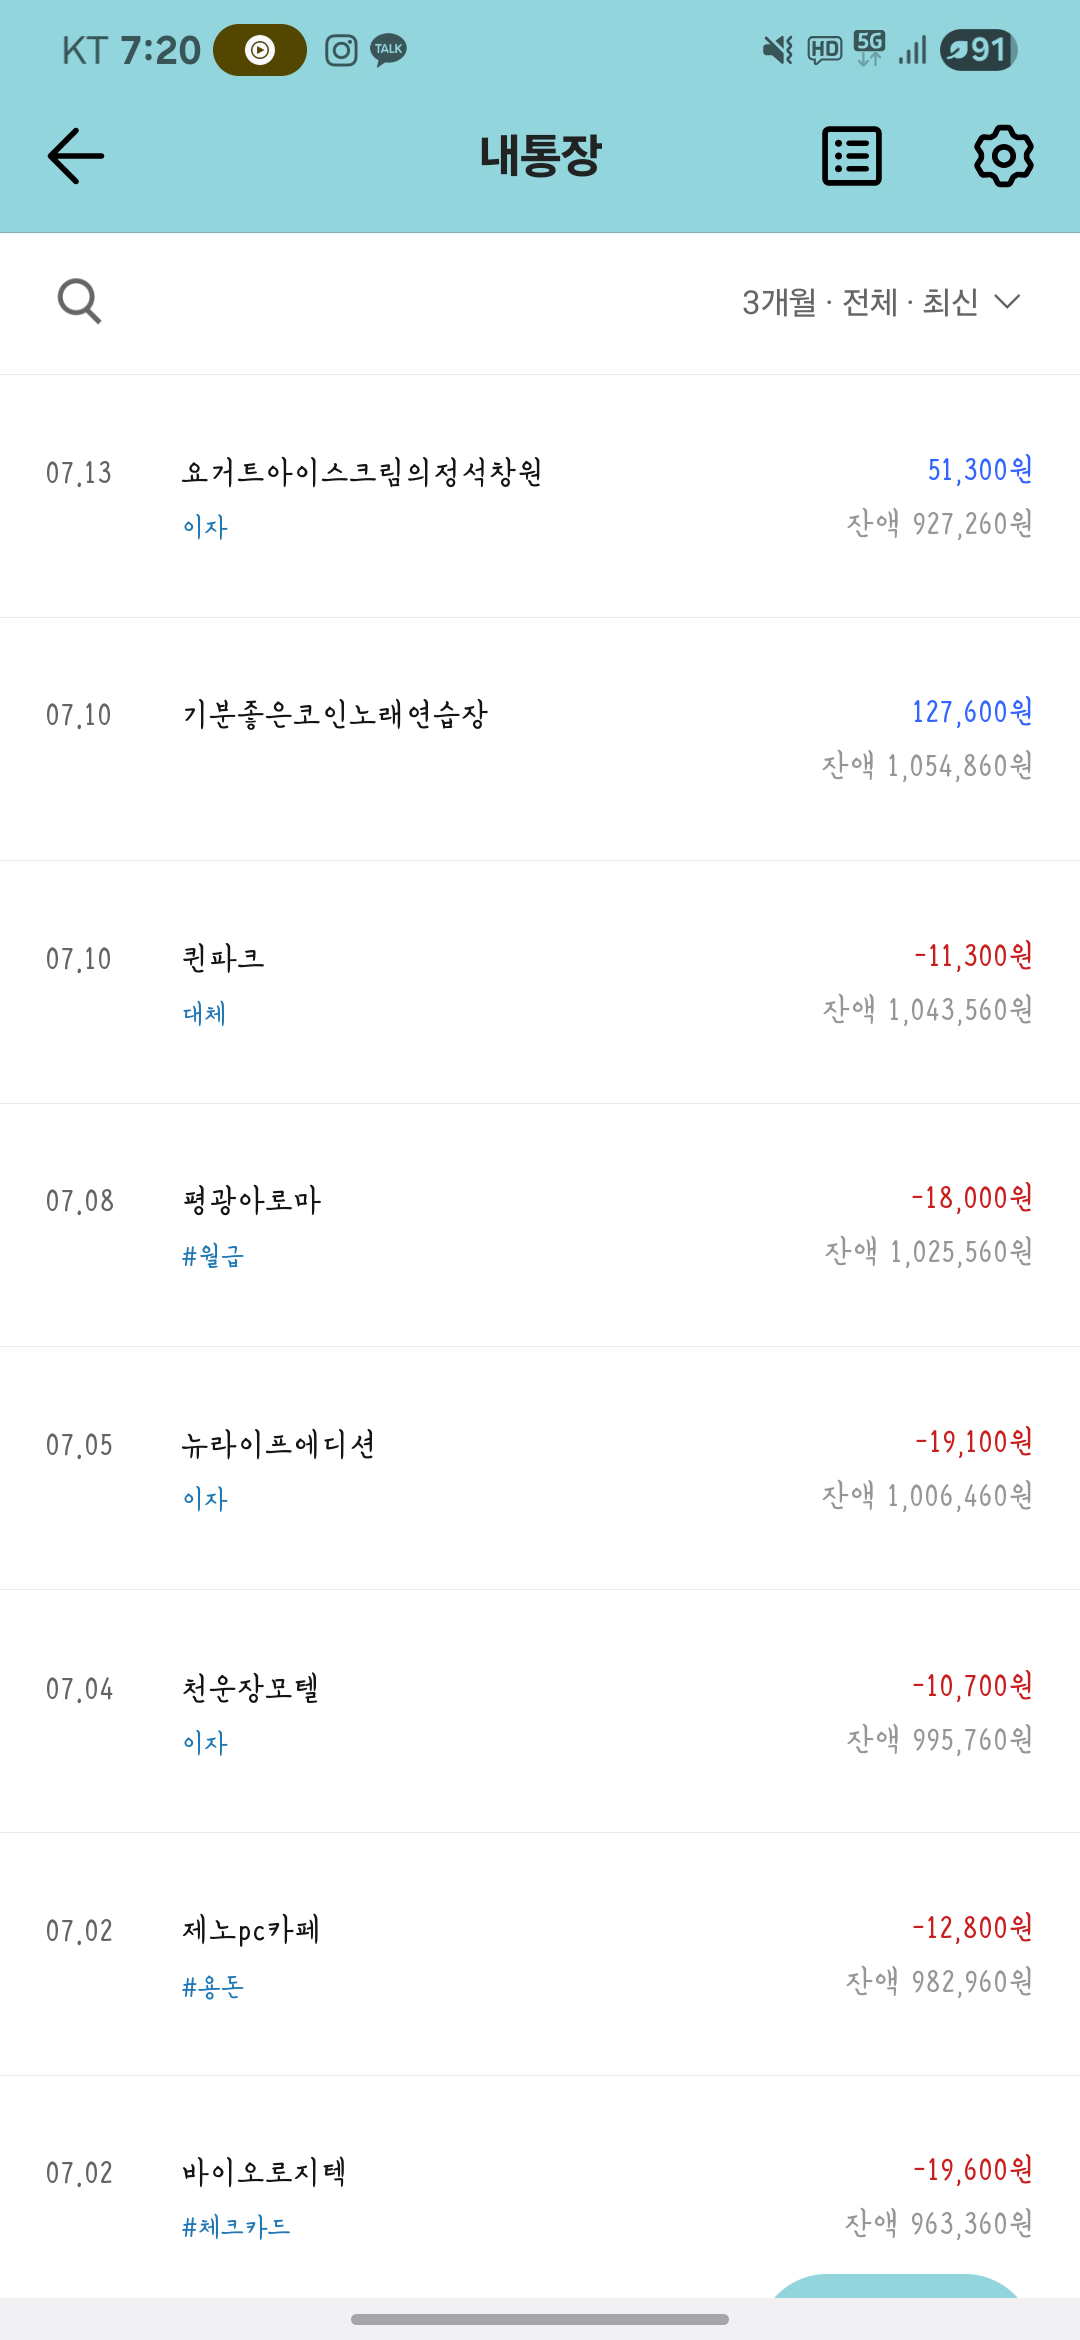 KT 7:20 TALK HD 5G 91
내통장
3개월 · 전체 · 최신
07.13 요거트아이스크림의정석창원 51,300원
이자 잔액 927,260원
07.10 기분좋은코인노래연습장 127,600원
잔액 1,054,860원
07.10 퀸파크 -11,300원
대체 잔액 1,043,560원
07.08 평광아로마 -18,000원
#월급 잔액 1,025,560원
07.05 뉴라이프에디션 -19,100원
이자 잔액 1,006,460원
07.04 천운장모텔 -10,700원
이자 잔액 995,760원
07.02 제노pc카페 -12,800원
#용돈 잔액 982,960원
07.02 바이오로지텍 -19,600원
#체크카드 잔액 963,360원